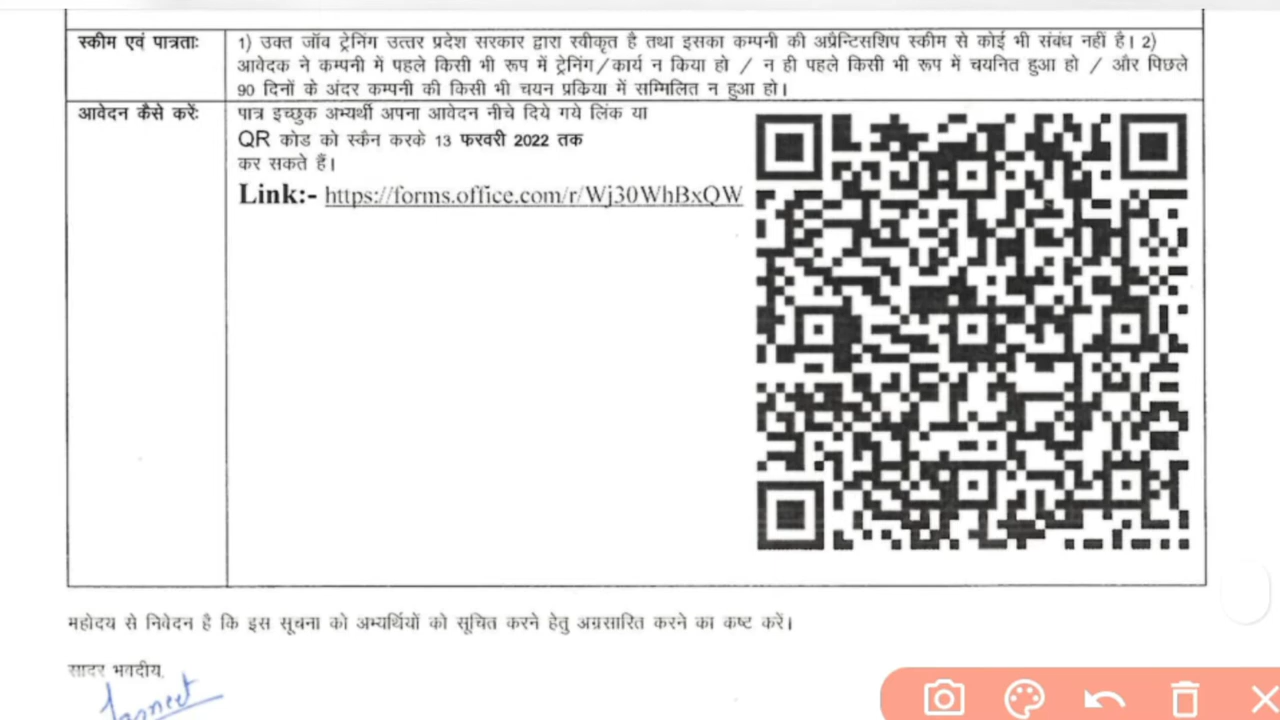 स्कीम एवं पात्रताः
1) उक्त जॉव ट्रेनिंग उत्तर प्रदेश सरकार द्वारा स्वीकृत है तथा इसका कम्पनी की अप्रैन्टिसशिप स्कीम से कोई भी संबंध नहीं है। 2)
आवेदक ने कम्पनी में पहले किसी भी रूप में ट्रेनिंग/कार्य न किया हो / न ही पहले किसी भी रूप में चयनित हुआ हो / और पिछले
90 दिनों के अंदर कम्पनी की किसी भी चयन प्रकिया में सम्मिलित न हुआ हो।
आवेदन कैसे करेंः
पात्र इच्छुक अभ्यर्थी अपना आवेदन नीचे दिये गये लिंक या
QR कोड को स्कैन करके 13 फरवरी 2022 तक
कर सकते हैं।
Link:- https://forms.office.com/r/Wj30WhBxQW
महोदय से निवेदन है कि इस सूचना को अभ्यर्थियों को सूचित करने हेतु अग्रसारित करने का कष्ट करें।
सादर भवदीय,